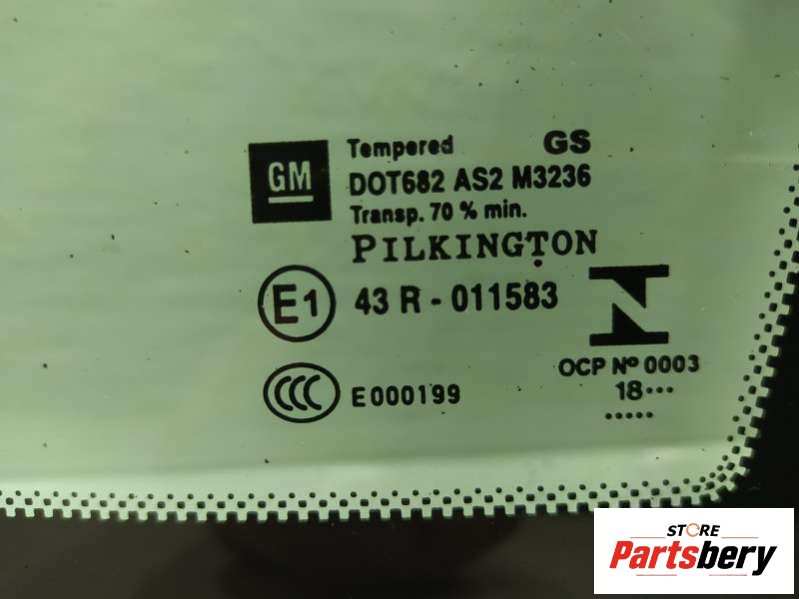 Tempered GS
GM
DOT682 AS2 M3236
Transp. 70 % min.
PILKINGTON
E1 43 R - 011583
OCP Nº 0003
CCC E000199
18...
.....
STORE
Partsbery